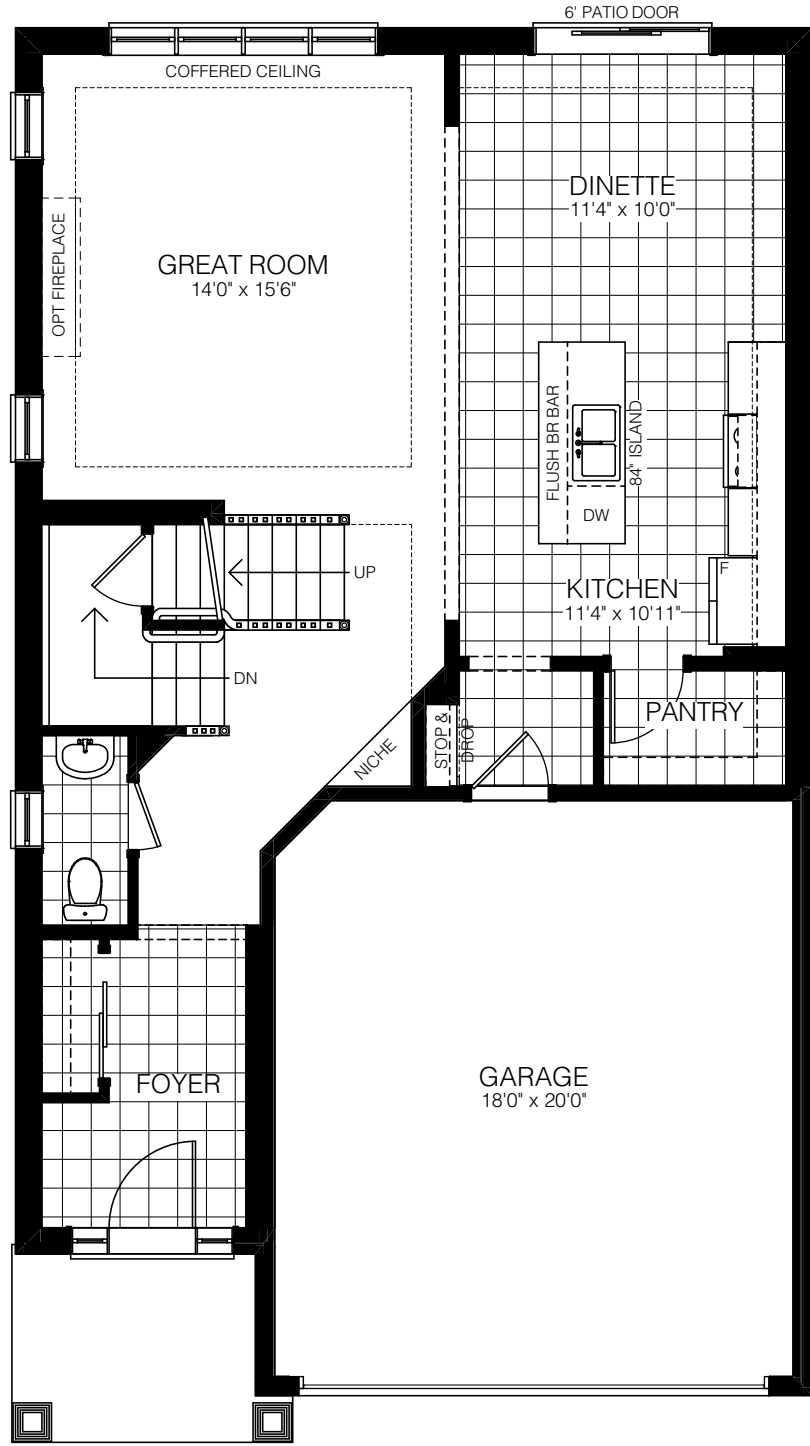 6' PATIO DOOR
COFFERED CEILING
DINETTE
11'4" x 10'0"
GREAT ROOM
14'0" x 15'6"
OPT FIREPLACE
FLUSH BR BAR
84" ISLAND
DW
F
KITCHEN
11'4" x 10'11"
UP
DN
PANTRY
STOP &
DROP
NICHE
FOYER
GARAGE
18'0" x 20'0"